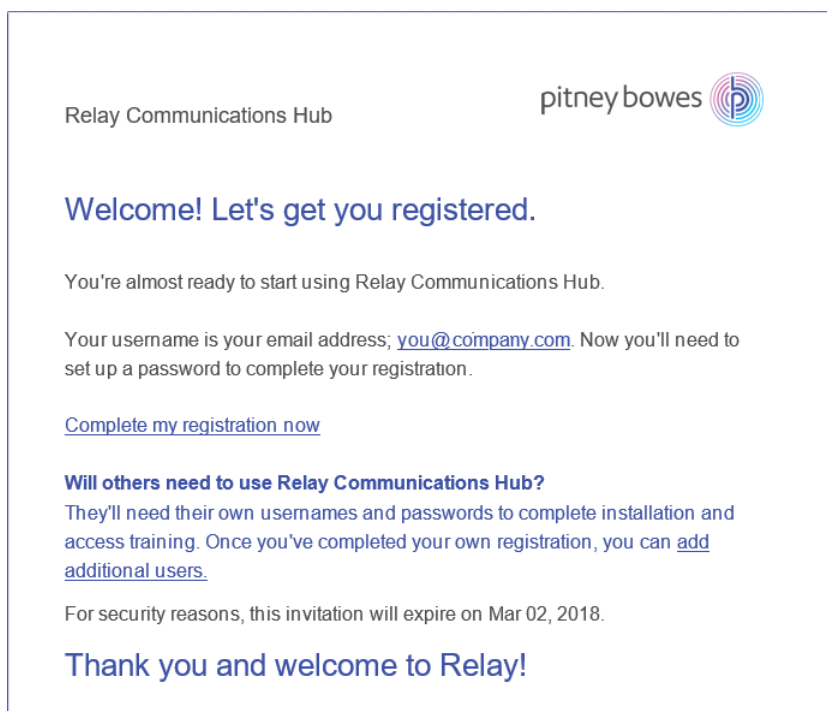 Relay Communications Hub
pitney bowes
Welcome! Let's get you registered.
You're almost ready to start using Relay Communications Hub.
Your username is your email address; you@company.com. Now you'll need to
set up a password to complete your registration.
Complete my registration now
Will others need to use Relay Communications Hub?
They'll need their own usernames and passwords to complete installation and
access training. Once you've completed your own registration, you can add
additional users.
For security reasons, this invitation will expire on Mar 02, 2018.
Thank you and welcome to Relay!